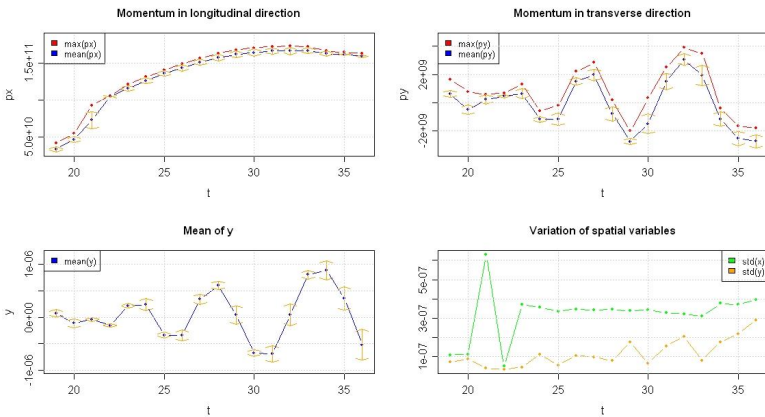 Momentum in longitudinal direction
max(px)
mean(px)
px
1.5e+11
5.0e+10
20
25
30
35
t
Momentum in transverse direction
max(py)
mean(py)
py
2e+09
-2e+09
20
25
30
35
t
Mean of y
mean(y)
y
1e-06
0e+00
-1e-06
20
25
30
35
t
Variation of spatial variables
std(x)
std(y)
5e-07
3e-07
1e-07
20
25
30
35
t